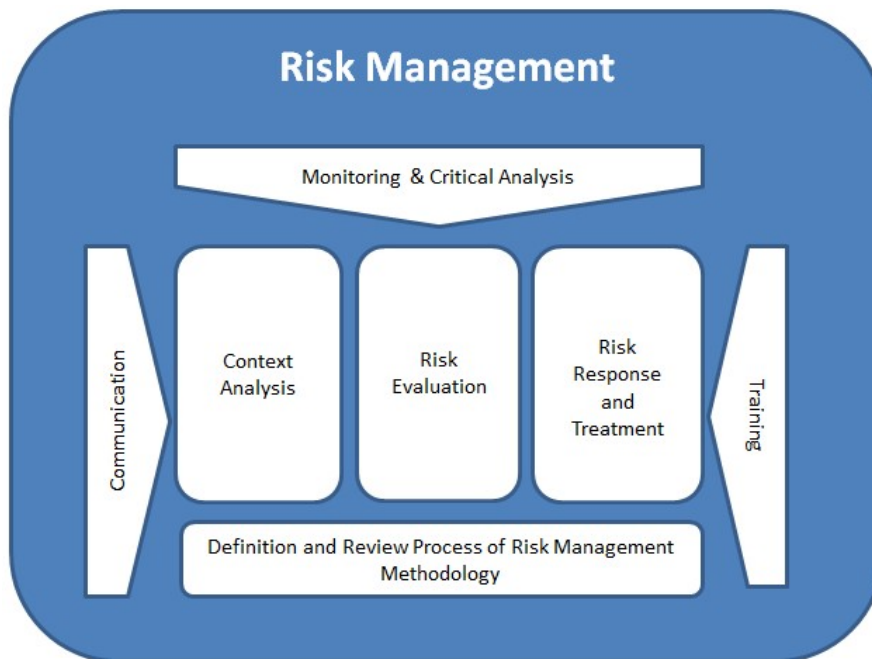 Risk Management
Monitoring & Critical Analysis
Communication
Context
Analysis
Risk
Evaluation
Risk
Response
and
Treatment
Training
Definition and Review Process of Risk Management
Methodology